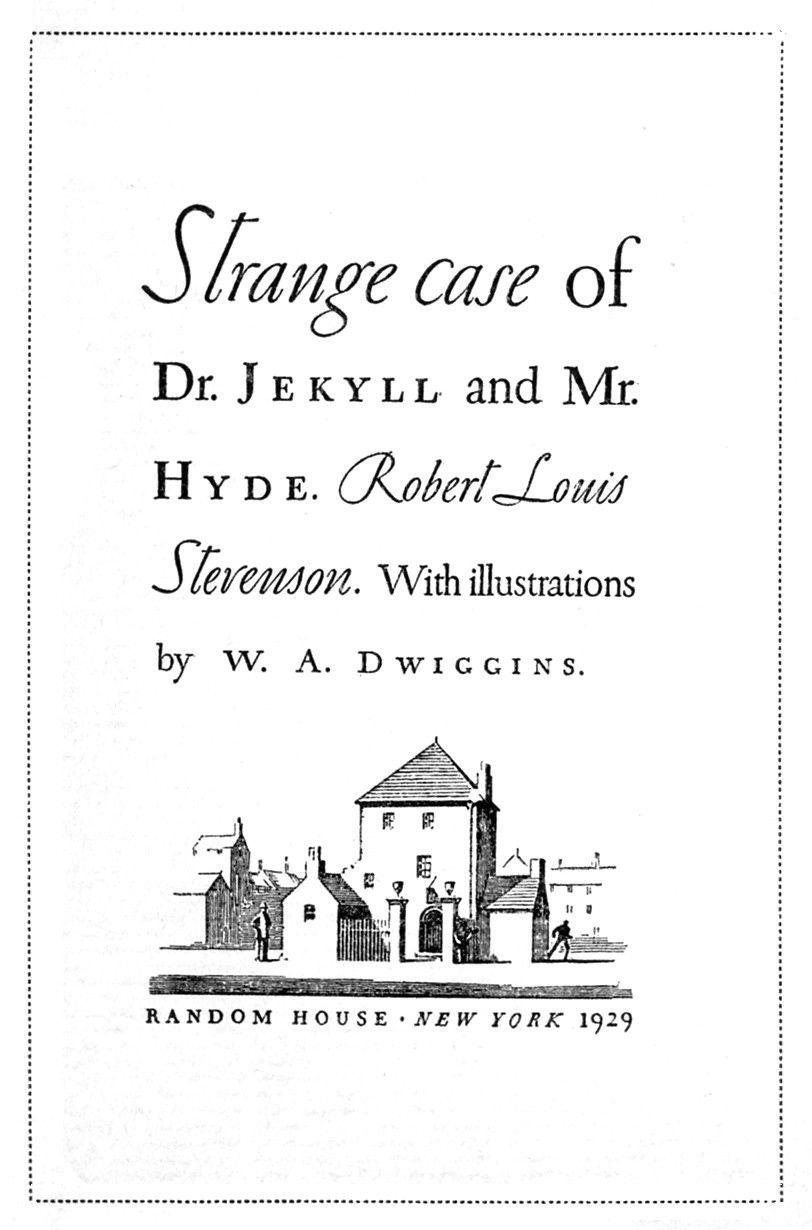 Strange case of
Dr. JEKYLL and Mr.
HYDE. Robert Louis
Stevenson. With illustrations
by W. A. DWIGGINS.
RANDOM HOUSE · NEW YORK 1929